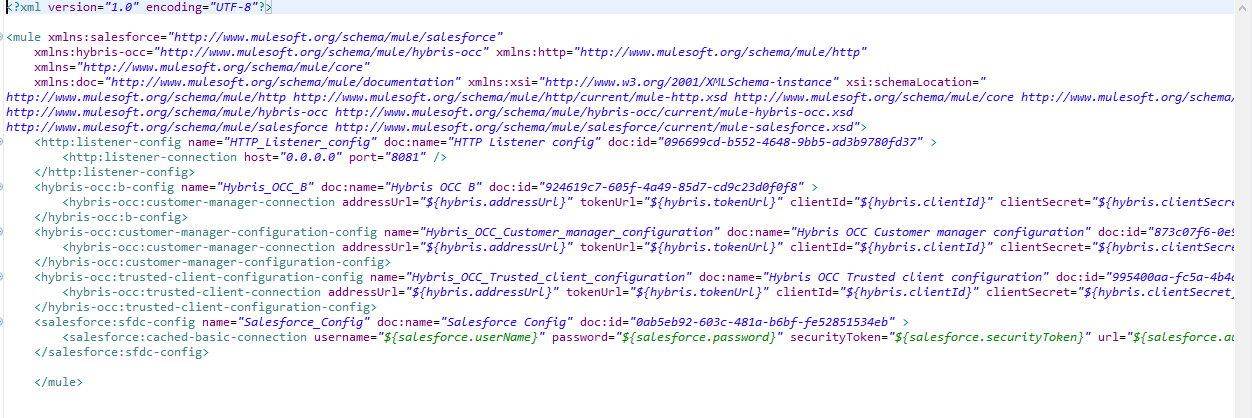 <?xml version="1.0" encoding="UTF-8"?>
<mule xmlns:salesforce="http://www.mulesoft.org/schema/mule/salesforce"
xmlns:hybris-occ="http://www.mulesoft.org/schema/mule/hybris-occ" xmlns:http="http://www.mulesoft.org/schema/mule/http"
xmlns="http://www.mulesoft.org/schema/mule/core"
xmlns:doc="http://www.mulesoft.org/schema/mule/documentation" xmlns:xsi="http://www.w3.org/2001/XMLSchema-instance" xsi:schemaLocation="
http://www.mulesoft.org/schema/mule/http http://www.mulesoft.org/schema/mule/http/current/mule-http.xsd http://www.mulesoft.org/schema/mule/core http://www.mulesoft.org/schema/
http://www.mulesoft.org/schema/mule/hybris-occ http://www.mulesoft.org/schema/mule/hybris-occ/current/mule-hybris-occ.xsd
http://www.mulesoft.org/schema/mule/salesforce http://www.mulesoft.org/schema/mule/salesforce/current/mule-salesforce.xsd">
<http:listener-config name="HTTP_Listener_config" doc:name="HTTP Listener config" doc:id="096699cd-b552-4648-9bb5-ad3b9780fd37" >
<http:listener-connection host="0.0.0.0" port="8081" />
</http:listener-config>
<hybris-occ:b-config name="Hybris_OCC_B" doc:name="Hybris OCC B" doc:id="924619c7-605f-4a49-85d7-cd9c23d0f0f8" >
<hybris-occ:customer-manager-connection addressUrl="${hybris.addressUrl}" tokenUrl="${hybris.tokenUrl}" clientId="${hybris.clientId}" clientSecret="${hybris.clientSecre
</hybris-occ:b-config>
<hybris-occ:customer-manager-configuration-config name="Hybris_OCC_Customer_manager_configuration" doc:name="Hybris OCC Customer manager configuration" doc:id="873c07f6-0e9
<hybris-occ:customer-manager-connection addressUrl="${hybris.addressUrl}" tokenUrl="${hybris.tokenUrl}" clientId="${hybris.clientId}" clientSecret="${hybris.clientSecre
</hybris-occ:customer-manager-configuration-config>
<hybris-occ:trusted-client-configuration-config name="Hybris_OCC_Trusted_client_configuration" doc:name="Hybris OCC Trusted client configuration" doc:id="995400aa-fc5a-4b4
<hybris-occ:trusted-client-connection addressUrl="${hybris.addressUrl}" tokenUrl="${hybris.tokenUrl}" clientId="${hybris.clientId}" clientSecret="${hybris.clientSecret
</hybris-occ:trusted-client-configuration-config>
<salesforce:sfdc-config name="Salesforce_Config" doc:name="Salesforce Config" doc:id="0ab5eb92-603c-481a-b6bf-fe52851534eb" >
<salesforce:cached-basic-connection username="${salesforce.userName}" password="${salesforce.password}" securityToken="${salesforce.securityToken}" url="${salesforce.au
</salesforce:sfdc-config>
</mule>